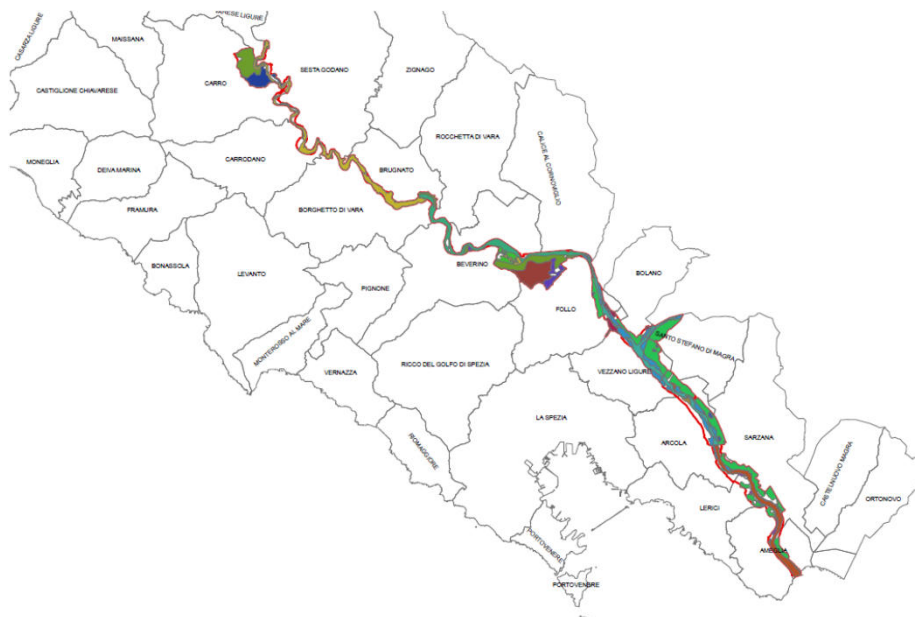 VARESE LIGURE
CASARZA LIGURE
MAISSANA
CARRO
SESTA GODANO
ZIGNAGO
CASTIGLIONE CHIAVARESE
ROCCHETTA DI VARA
CALICE AL CORNOVIGLIO
MONEGLIA
DEIVA MARINA
CARRODANO
BRUGNATO
FRAMURA
BORGHETTO DI VARA
BONASSOLA
LEVANTO
PIGNONE
BEVERINO
BOLANO
FOLLO
MONTEROSSO AL MARE
VERNAZZA
RICCO DEL GOLFO DI SPEZIA
VEZZANO LIGURE
SANTO STEFANO DI MAGRA
LA SPEZIA
ARCOLA
SARZANA
RIOMAGGIORE
CASTELNUOVO MAGRA
ORTONOVO
LERICI
AMEGLIA
PORTOVENERE
PORTOVENERE